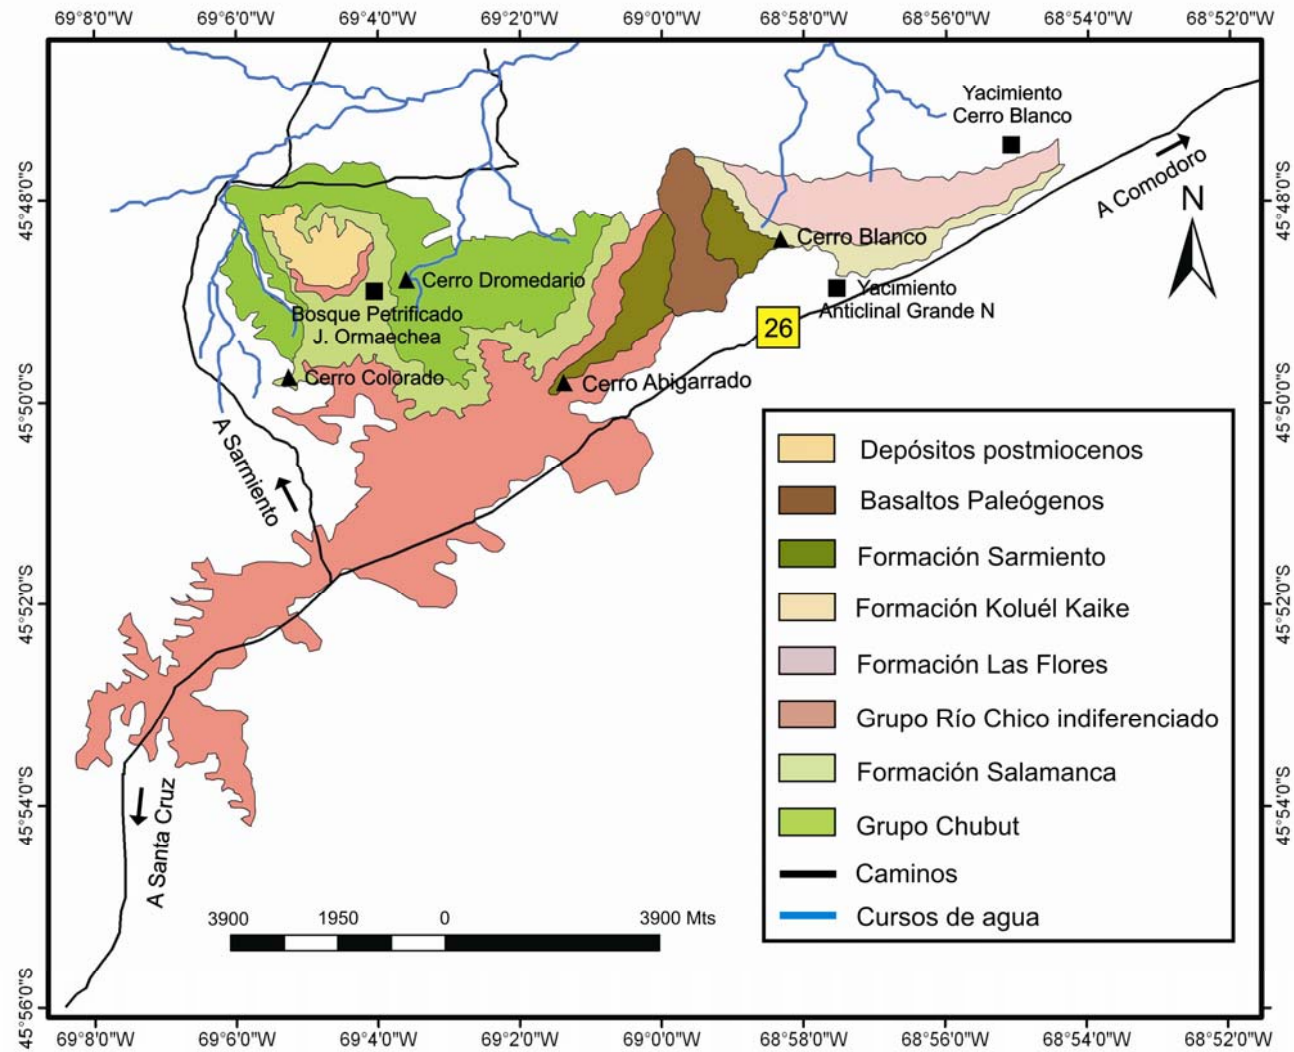 69°8'0"W 69°6'0"W 69°4'0"W 69°2'0"W 69°0'0"W 68°58'0"W 68°56'0"W 68°54'0"W 68°52'0"W
45°48'0"S
45°50'0"S
45°52'0"S
45°54'0"S
45°56'0"S
Yacimiento
Cerro Blanco
A Comodoro
N
Cerro Blanco
Cerro Dromedario
Yacimiento
Anticlinal Grande N
Bosque Petrificado
J. Ormaechea
26
Cerro Colorado
Cerro Abigarrado
A Sarmiento
A Santa Cruz
Depósitos postmiocenos
Basaltos Paleógenos
Formación Sarmiento
Formación Koluél Kaike
Formación Las Flores
Grupo Río Chico indiferenciado
Formación Salamanca
Grupo Chubut
Caminos
Cursos de agua
3900 1950 0 3900 Mts
45°48'0"S
45°50'0"S
45°52'0"S
45°54'0"S
69°8'0"W 69°6'0"W 69°4'0"W 69°2'0"W 69°0'0"W 68°58'0"W 68°56'0"W 68°54'0"W 68°52'0"W